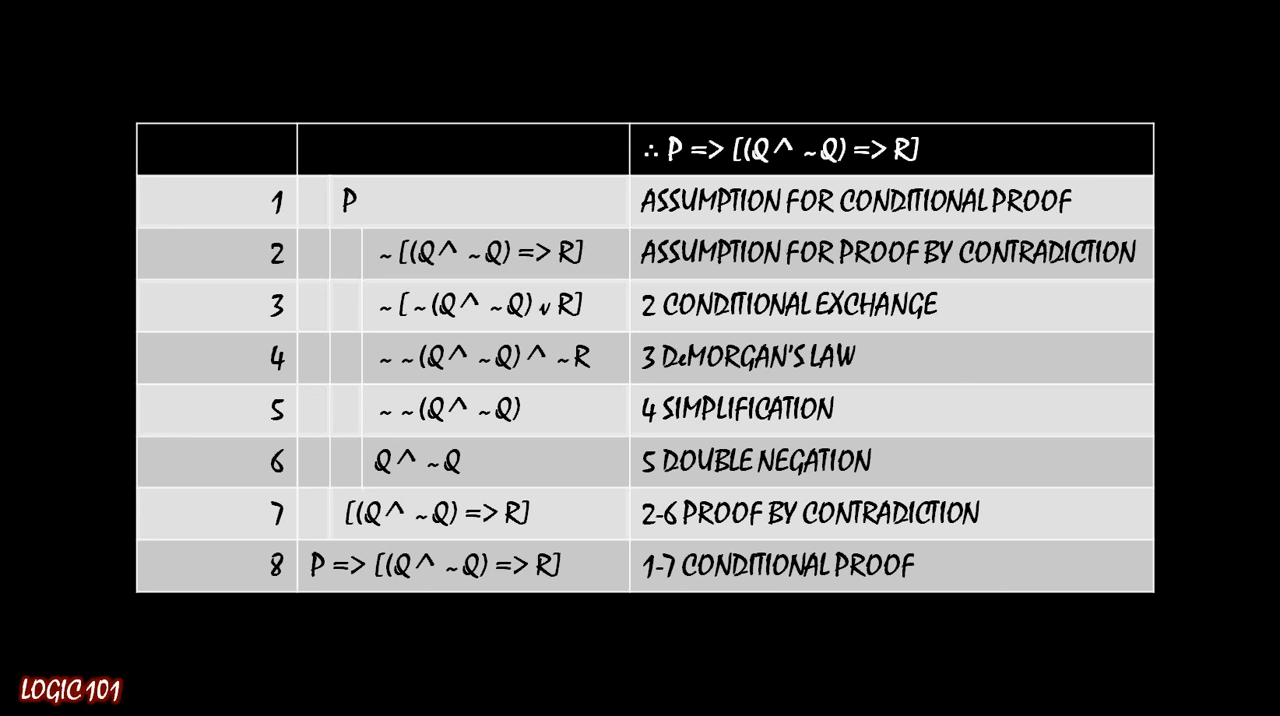 ∴ P => [(Q ^ ~Q) => R]
1 P ASSUMPTION FOR CONDITIONAL PROOF
2 ~ [(Q ^ ~Q) => R] ASSUMPTION FOR PROOF BY CONTRADICTION
3 ~ [ ~ (Q ^ ~Q) v R] 2 CONDITIONAL EXCHANGE
4 ~ ~ (Q ^ ~Q) ^ ~R 3 DeMORGAN'S LAW
5 ~ ~ (Q ^ ~Q) 4 SIMPLIFICATION
6 Q ^ ~Q 5 DOUBLE NEGATION
7 [(Q ^ ~Q) => R] 2-6 PROOF BY CONTRADICTION
8 P => [(Q ^ ~Q) => R] 1-7 CONDITIONAL PROOF
LOGIC 101